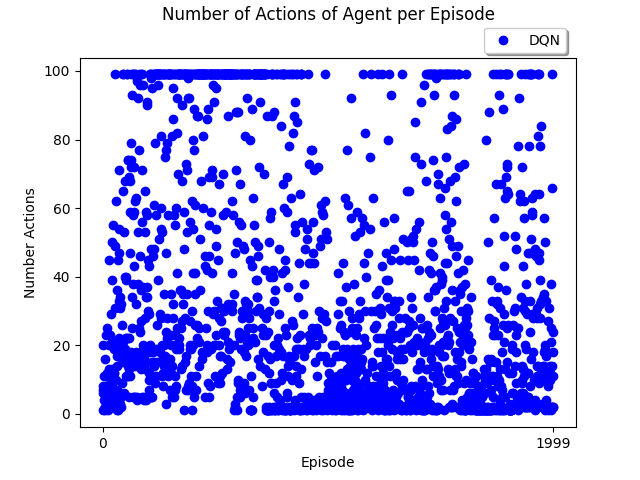 Number of Actions of Agent per Episode
DQN
100
80
60
40
20
0
Number Actions
0
1999
Episode